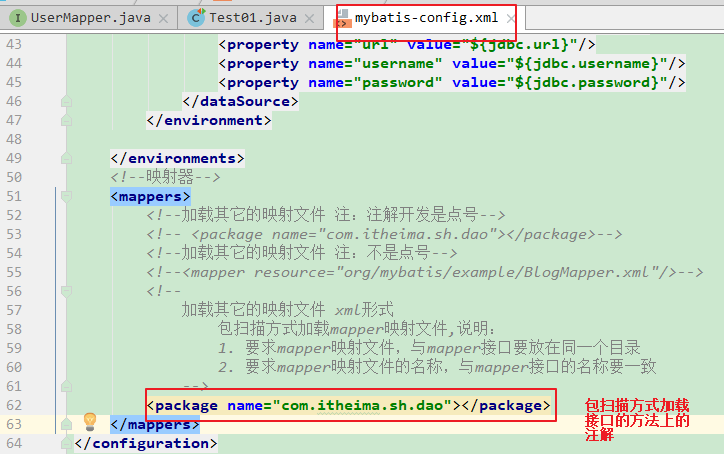 UserMapper.java
Test01.java
mybatis-config.xml
43 <property name="url" value="${jdbc.url}"/>
44 <property name="username" value="${jdbc.username}"/>
45 <property name="password" value="${jdbc.password}"/>
46 </dataSource>
47 </environment>
48
49 </environments>
50 <!--映射器-->
51 <mappers>
52 <!--加载其它的映射文件 注：注解开发是点号-->
53 <!-- <package name="com.itheima.sh.dao"></package>-->
54 <!--加载其它的映射文件 注：不是点号-->
55 <!--<mapper resource="org/mybatis/example/BlogMapper.xml"/>-->
56 <!--
57 加载其它的映射文件 xml形式
58 包扫描方式加载mapper映射文件,说明：
59 1. 要求mapper映射文件，与mapper接口要放在同一个目录
60 2. 要求mapper映射文件的名称，与mapper接口的名称要一致
61 -->
62 <package name="com.itheima.sh.dao"></package>
63 </mappers>
64 </configuration>
包扫描方式加载
接口的方法上的
注解